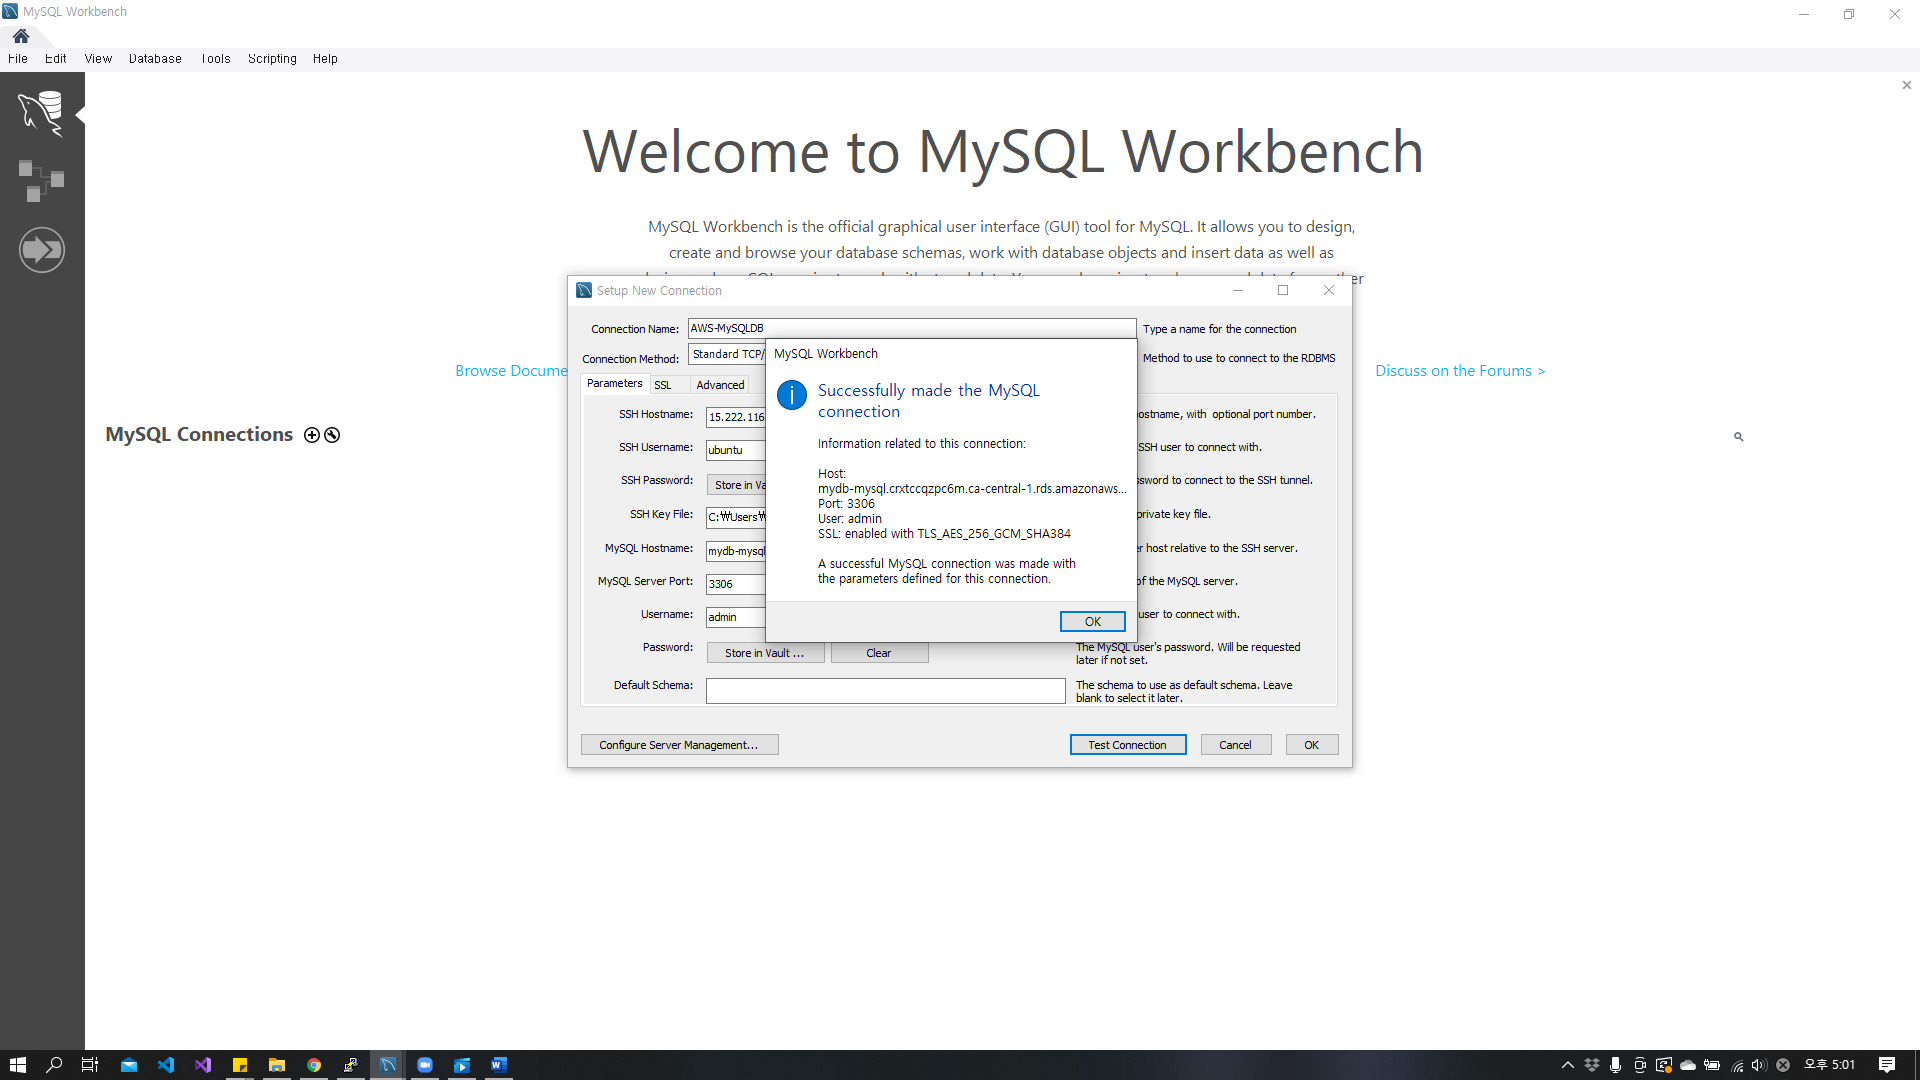 MySQL Workbench
File Edit View Database Tools Scripting Help
Welcome to MySQL Workbench
MySQL Workbench is the official graphical user interface (GUI) tool for MySQL. It allows you to design,
create and browse your database schemas, work with database objects and insert data as well as
Browse Docume
Discuss on the Forums >
MySQL Connections
Setup New Connection
Connection Name: AWS-MySQLDB Type a name for the connection
Connection Method: Standard TCP/ Method to use to connect to the RDBMS
Parameters SSL Advanced
SSH Hostname: 15.222.116 ostname, with optional port number.
SSH Username: ubuntu SSH user to connect with.
SSH Password: Store in Va ssword to connect to the SSH tunnel.
SSH Key File: C:₩Users₩ private key file.
MySQL Hostname: mydb-mysql r host relative to the SSH server.
MySQL Server Port: 3306 of the MySQL server.
Username: admin user to connect with.
Password: Store in Vault ... Clear The MySQL user's password. Will be requested
later if not set.
Default Schema: The schema to use as default schema. Leave
blank to select it later.
Configure Server Management... Test Connection Cancel OK
MySQL Workbench
Successfully made the MySQL
connection
Information related to this connection:
Host:
mydb-mysql.crxtccqzpc6m.ca-central-1.rds.amazonaws...
Port: 3306
User: admin
SSL: enabled with TLS_AES_256_GCM_SHA384
A successful MySQL connection was made with
the parameters defined for this connection.
OK
오후 5:01